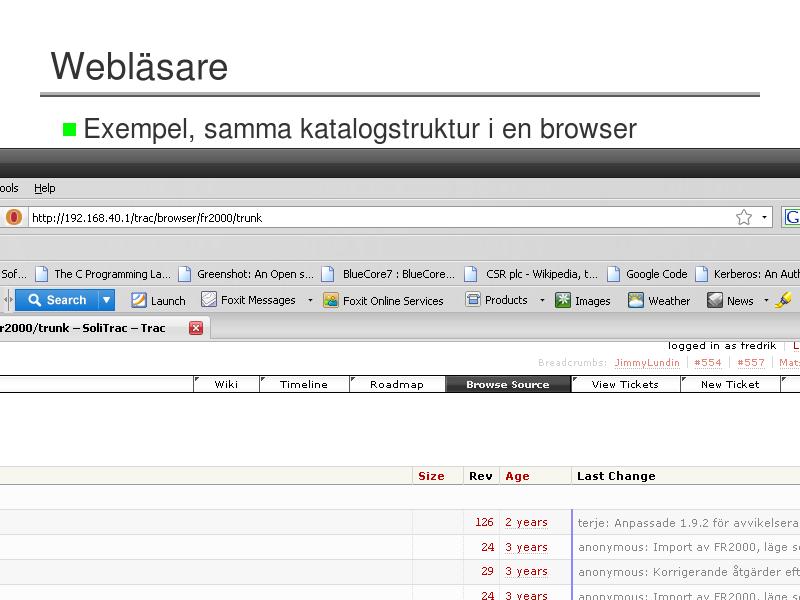 Webläsare
Exempel, samma katalogstruktur i en browser
ools Help
http://192.168.40.1/trac/browser/fr2000/trunk G
Sof... The C Programming La... Greenshot: An Open s... BlueCore7 : BlueCore... CSR plc - Wikipedia, t... Google Code Kerberos: An Auth
Search Launch Foxit Messages Foxit Online Services Products Images Weather News
r2000/trunk – SoliTrac – Trac
logged in as fredrik L
Breadcrumbs: JimmyLundin #554 #557 Mat
Wiki Timeline Roadmap Browse Source View Tickets New Ticket
Size Rev Age Last Change
126 2 years terje: Anpassade 1.9.2 för avvikelsera
24 3 years anonymous: Import av FR2000, läge s
29 3 years anonymous: Korrigerande åtgärder eft
24 3 years anonymous: Import av FR2000, läge s